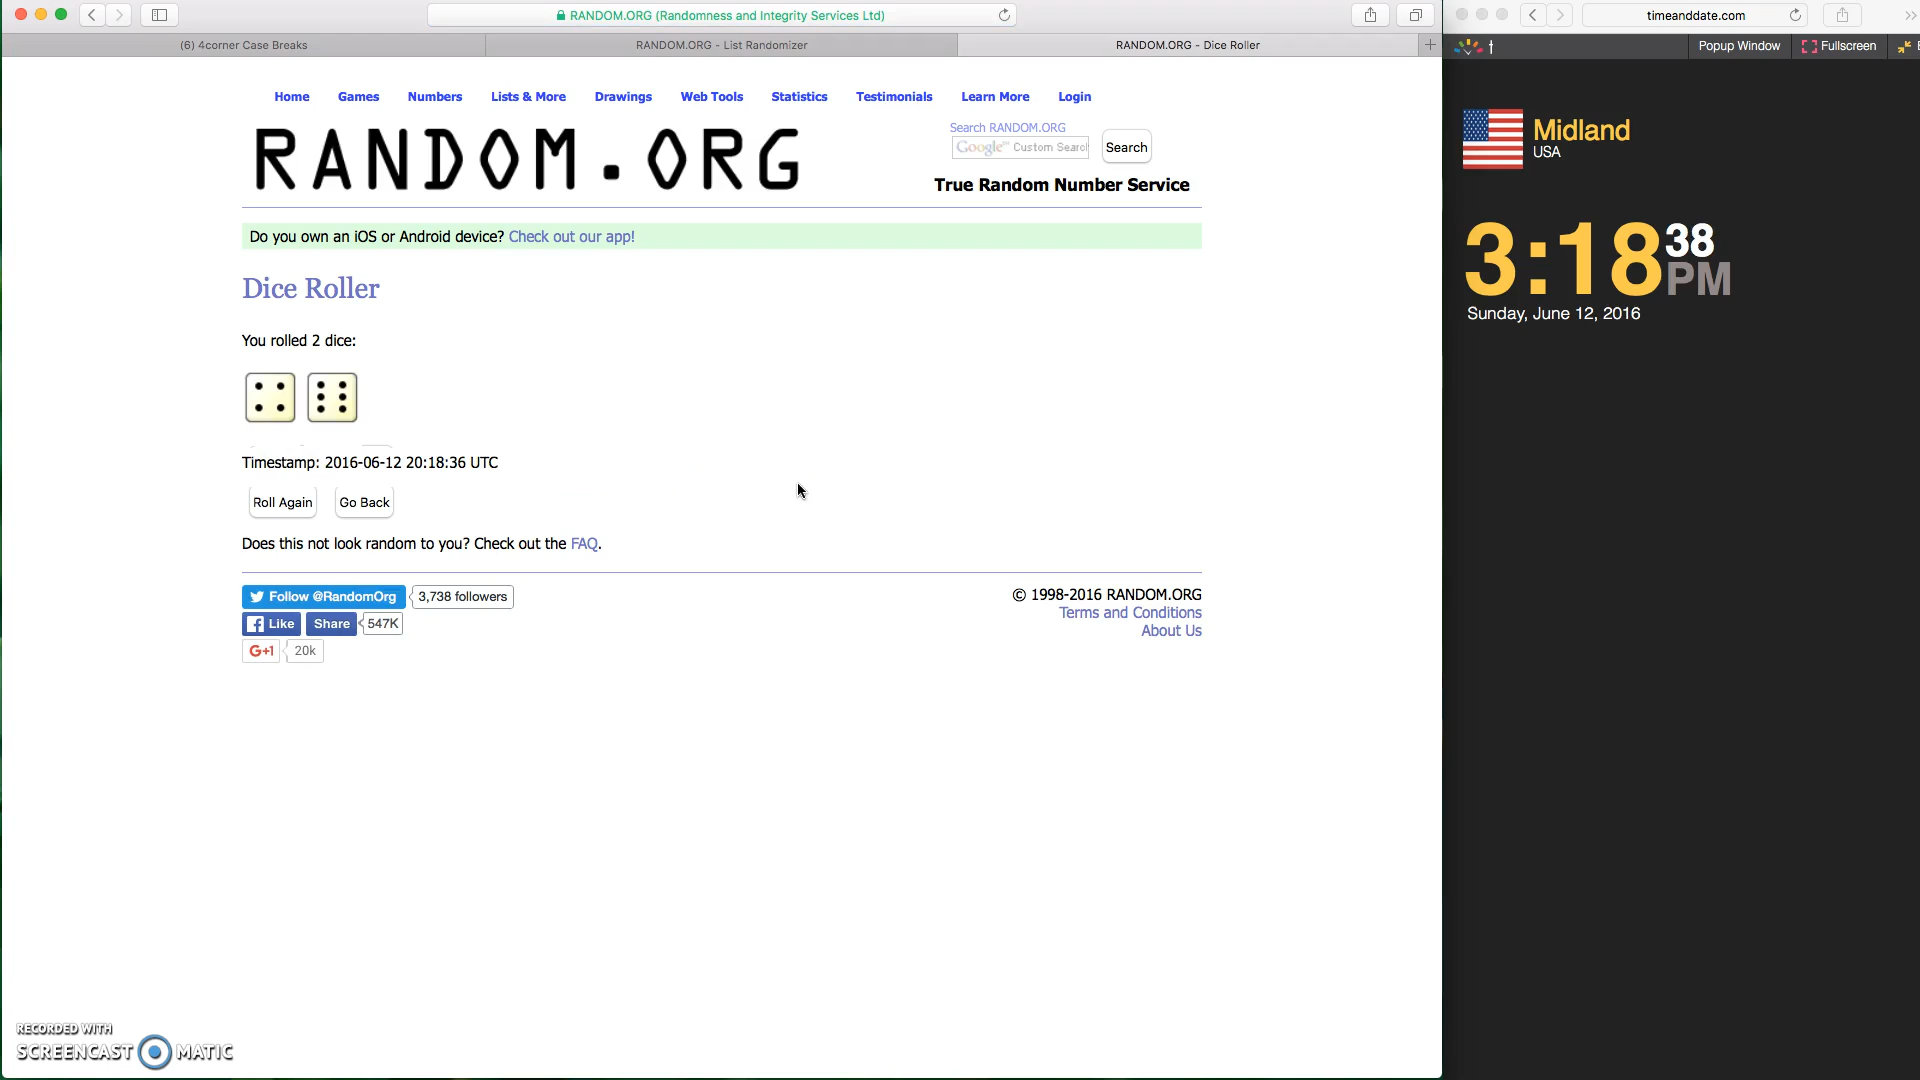 RANDOM.ORG (Randomness and Integrity Services Ltd)
timeanddate.com
(6) 4corner Case Breaks
RANDOM.ORG - List Randomizer
RANDOM.ORG - Dice Roller
Popup Window
Fullscreen
Home Games Numbers Lists & More Drawings Web Tools Statistics Testimonials Learn More Login
RANDOM.ORG
Search RANDOM.ORG
Google™ Custom Search
Search
True Random Number Service
Do you own an iOS or Android device? Check out our app!
Dice Roller
You rolled 2 dice:
Timestamp: 2016-06-12 20:18:36 UTC
Roll Again Go Back
Does this not look random to you? Check out the FAQ.
Follow @RandomOrg 3,738 followers
Like Share 547K
G+1 20k
© 1998-2016 RANDOM.ORG
Terms and Conditions
About Us
Midland
USA
3:18 38 PM
Sunday, June 12, 2016
RECORDED WITH
SCREENCAST MATIC